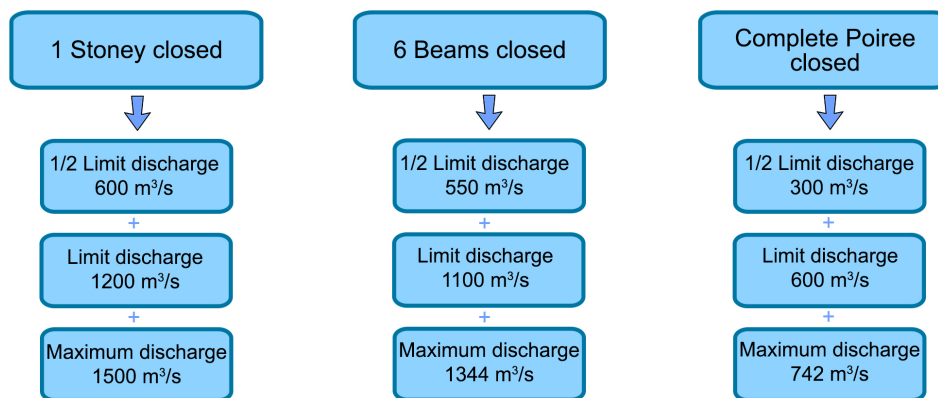 1 Stoney closed
1/2 Limit discharge
600 m³/s
+
Limit discharge
1200 m³/s
+
Maximum discharge
1500 m³/s
6 Beams closed
1/2 Limit discharge
550 m³/s
+
Limit discharge
1100 m³/s
+
Maximum discharge
1344 m³/s
Complete Poiree
closed
1/2 Limit discharge
300 m³/s
+
Limit discharge
600 m³/s
+
Maximum discharge
742 m³/s